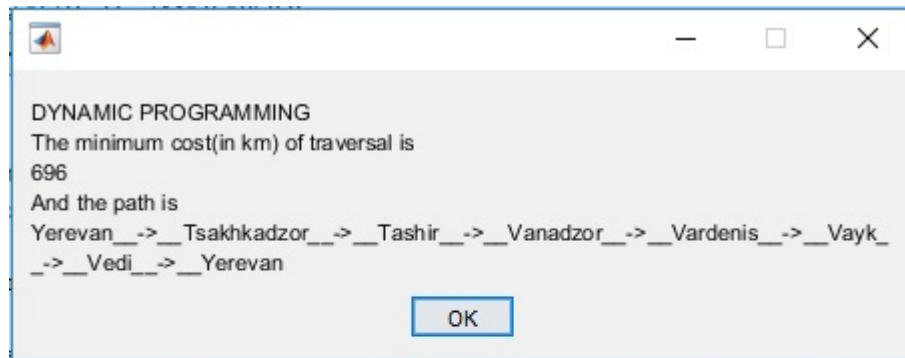 DYNAMIC PROGRAMMING
The minimum cost(in km) of traversal is
696
And the path is
Yerevan__->__Tsakhkadzor__->__Tashir__->__Vanadzor__->__Vardenis__->__Vayk_
_->__Vedi__->__Yerevan
OK